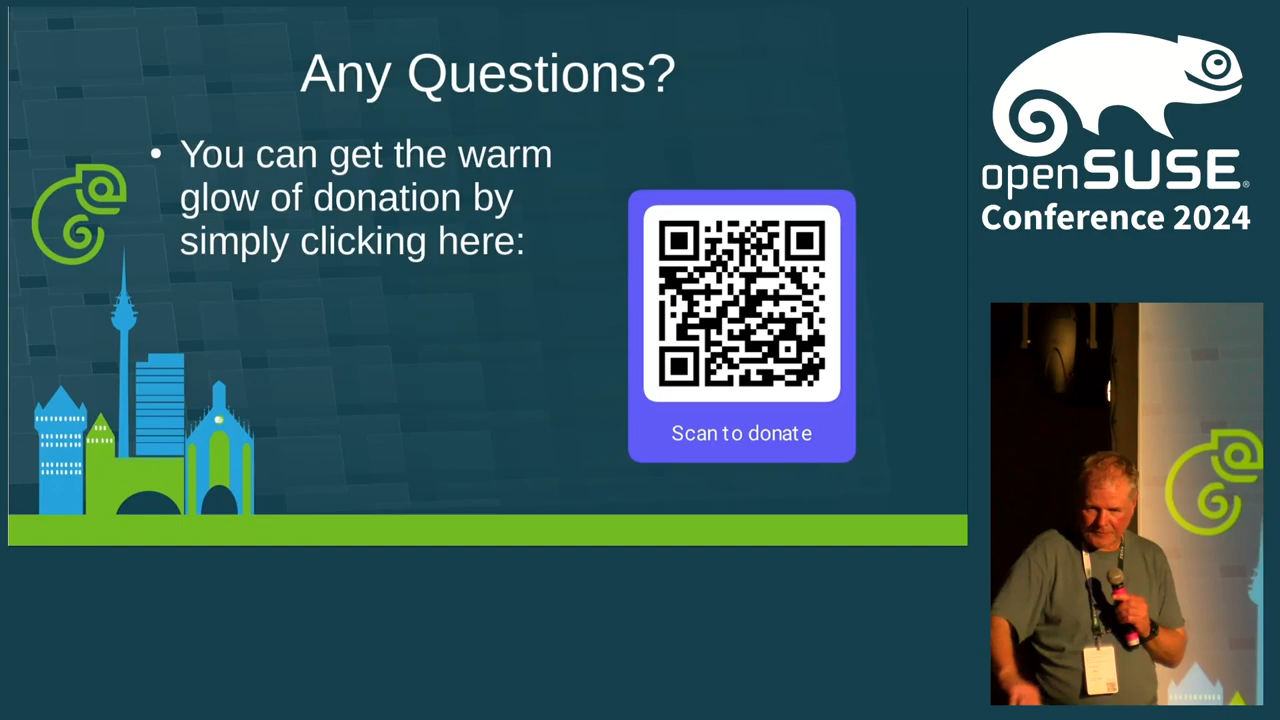 Any Questions?
• You can get the warm
glow of donation by
simply clicking here:
Scan to donate
openSUSE®
Conference 2024